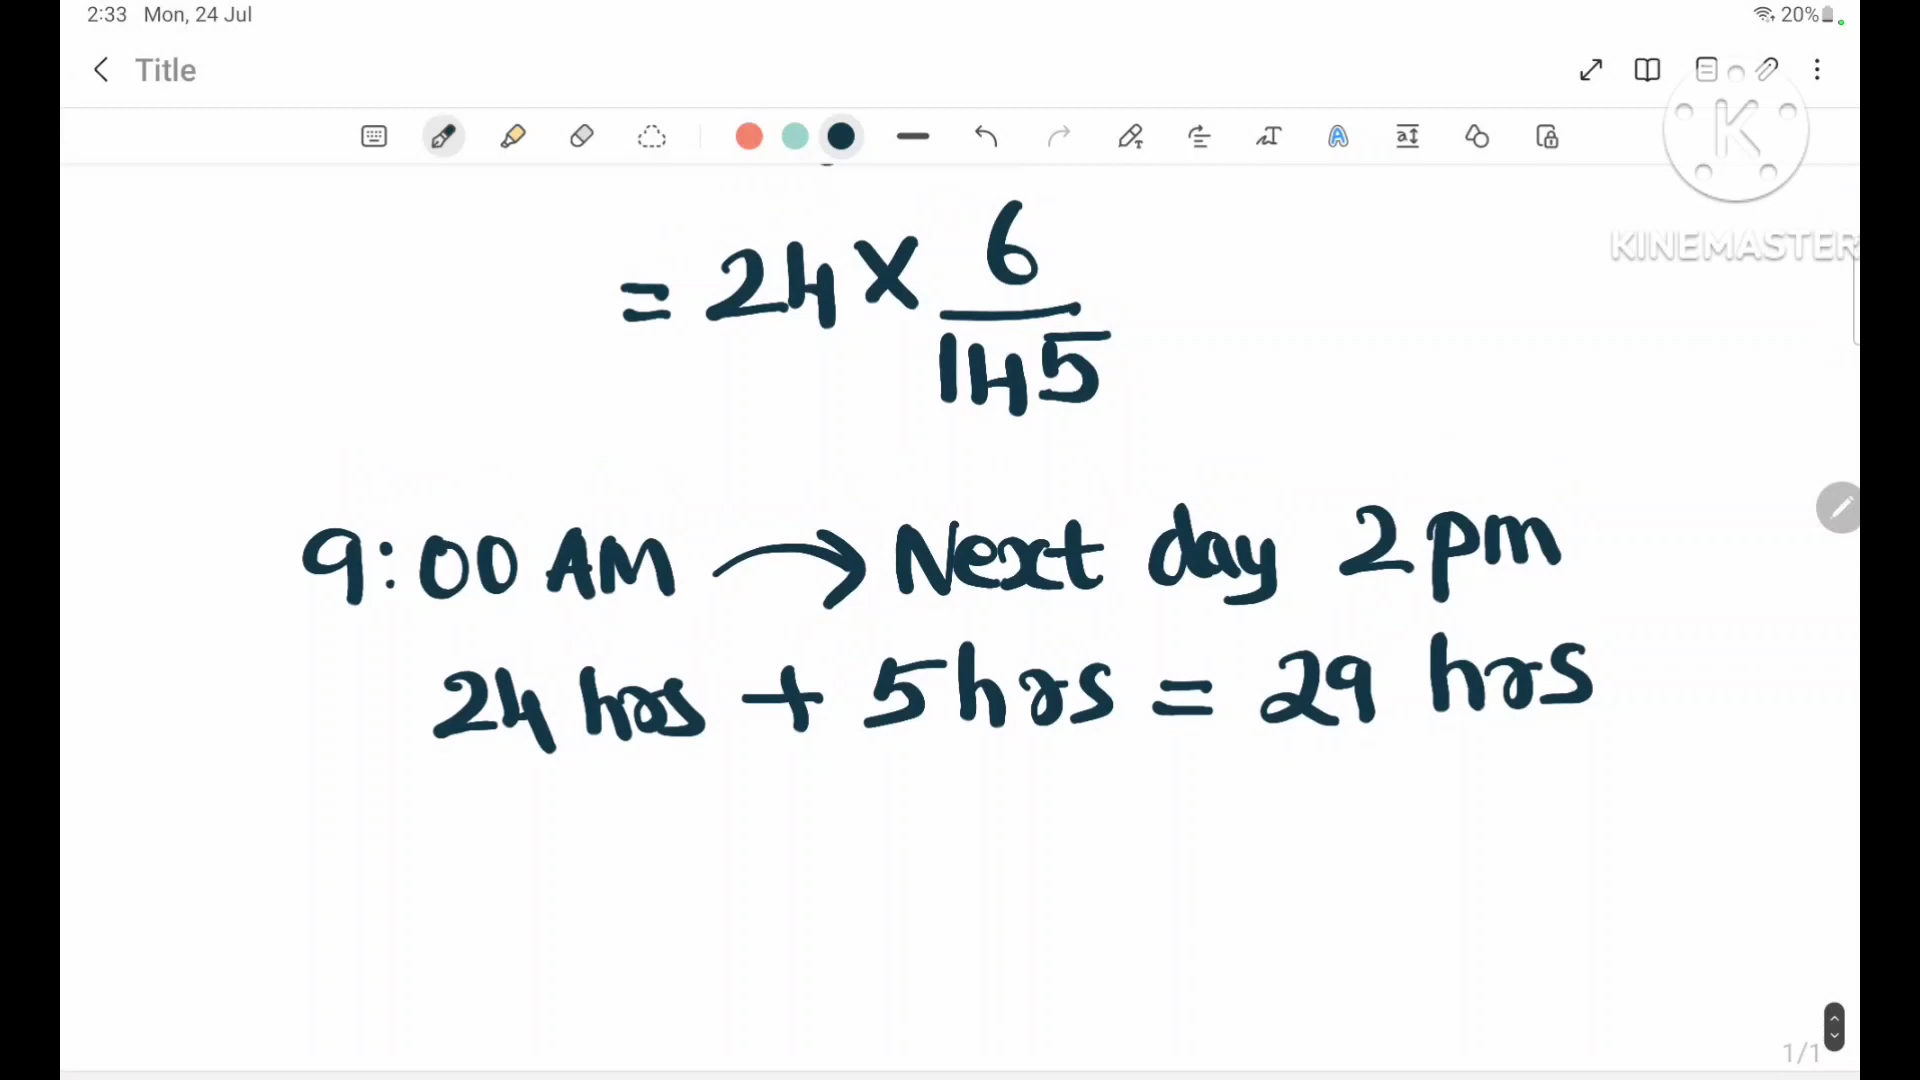 2:33 Mon, 24 Jul 20%
Title
K
KINEMASTER
= 24 × 6/145
9:00 AM → Next day 2 pm
24 hrs + 5 hrs = 29 hrs
1/1